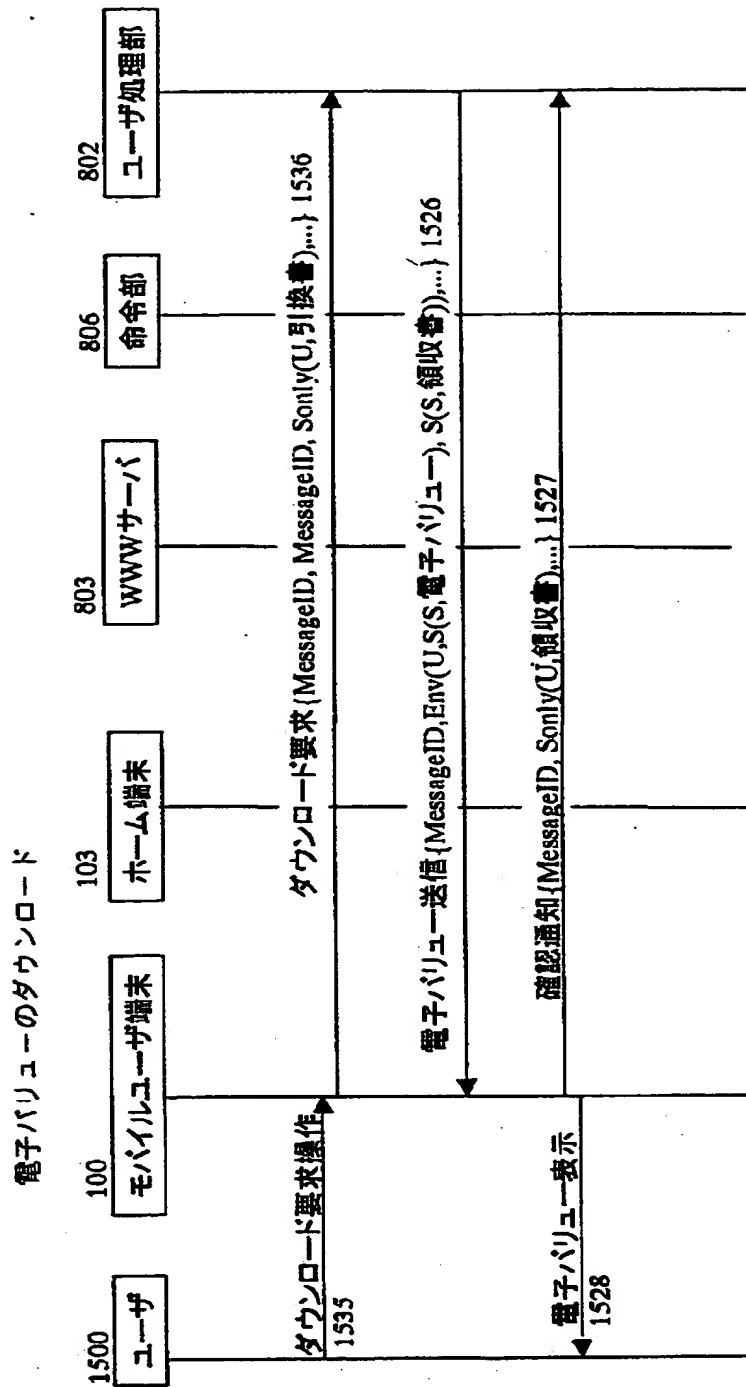 電子バリューのダウンロード
1500
ユーザ
100
モバイルユーザ端末
103
ホーム端末
803
WWWサーバ
806
命令部
802
ユーザ処理部
ダウンロード要求操作
1535
ダウンロード要求{MessageID, MessageID, Sonly(U,引換書),...} 1536
電子バリュー送信{MessageID,Env(U,S(S,電子バリュー), S(S,領収書)),...} 1526
確認通知{MessageID, Sonly(U,領収書),...} 1527
電子バリュー表示
1528